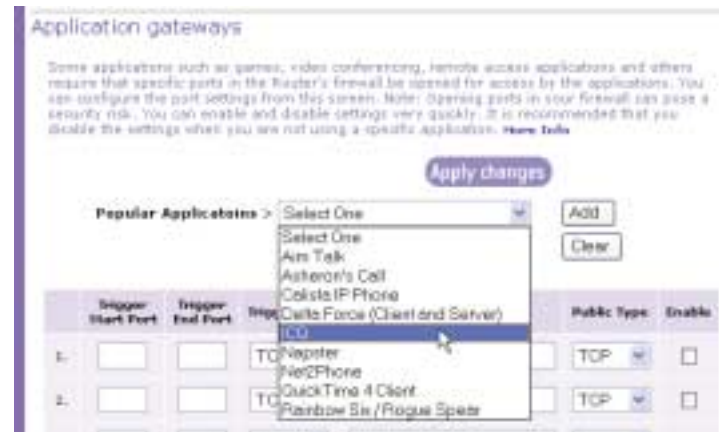 Application gateways
Some applications such as games, video conferencing, remote access applications and others
require that specific ports in the Router's firewall be opened for access by the applications. You
can configure the port settings from this screen. Note: Opening ports in your firewall can pose a
security risk. You can enable and disable settings very quickly. It is recommended that you
disable the settings when you are not using a specific application. More Info
Apply changes
Popular Applicatoins > Select One Add
Select One Clear
Aim Talk
Asheron's Call
Calista IP Phone
Delta Force (Client and Server)
ICQ
Napster
Net2Phone
QuickTime 4 Client
Rainbow Six / Rogue Spear
Trigger Start Port Trigger End Port Public Type Enable
1. TCP
2. TCP